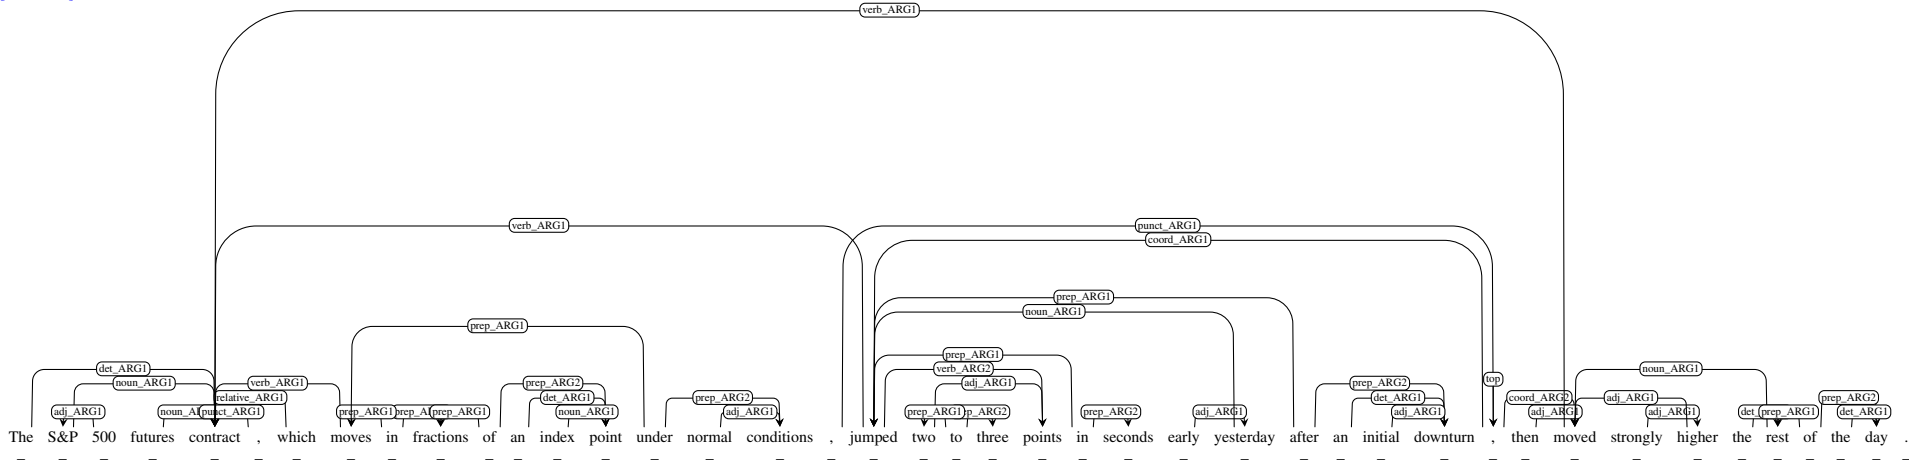 verb_ARG1
verb_ARG1 punct_ARG1
coord_ARG1
prep_ARG1
noun_ARG1
prep_ARG1
prep_ARG1
det_ARG1 verb_ARG2 noun_ARG1
noun_ARG1 verb_ARG1 prep_ARG2 adj_ARG1 top prep_ARG2
relative_ARG1 det_ARG1 prep_ARG2 det_ARG1 coord_ARG2 adj_ARG1 prep_ARG2
adj_ARG1 punct_ARG1 prep_ARG1 prep_ARG1 noun_ARG1 adj_ARG1 prep_ARG1 prep_ARG2 adj_ARG1 adj_ARG1 adj_ARG1 adj_ARG1 prep_ARG1 det_ARG1
The S&P 500 futures contract , which moves in fractions of an index point under normal conditions , jumped two to three points in seconds early yesterday after an initial downturn , then moved strongly higher the rest of the day .